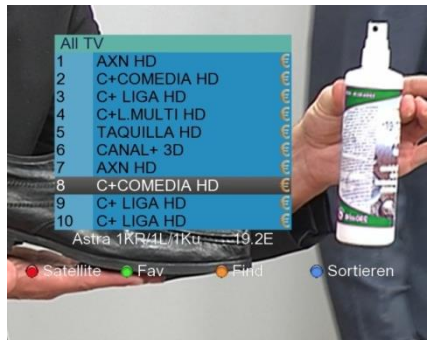 All TV
1 AXN HD
2 C+COMEDIA HD
3 C+ LIGA HD
4 C+L.MULTI HD
5 TAQUILLA HD
6 CANAL+ 3D
7 AXN HD
8 C+COMEDIA HD
9 C+ LIGA HD
10 C+ LIGA HD
Astra 1KR/1L/1Ku ---19.2E
Satellite Fav Find Sortieren